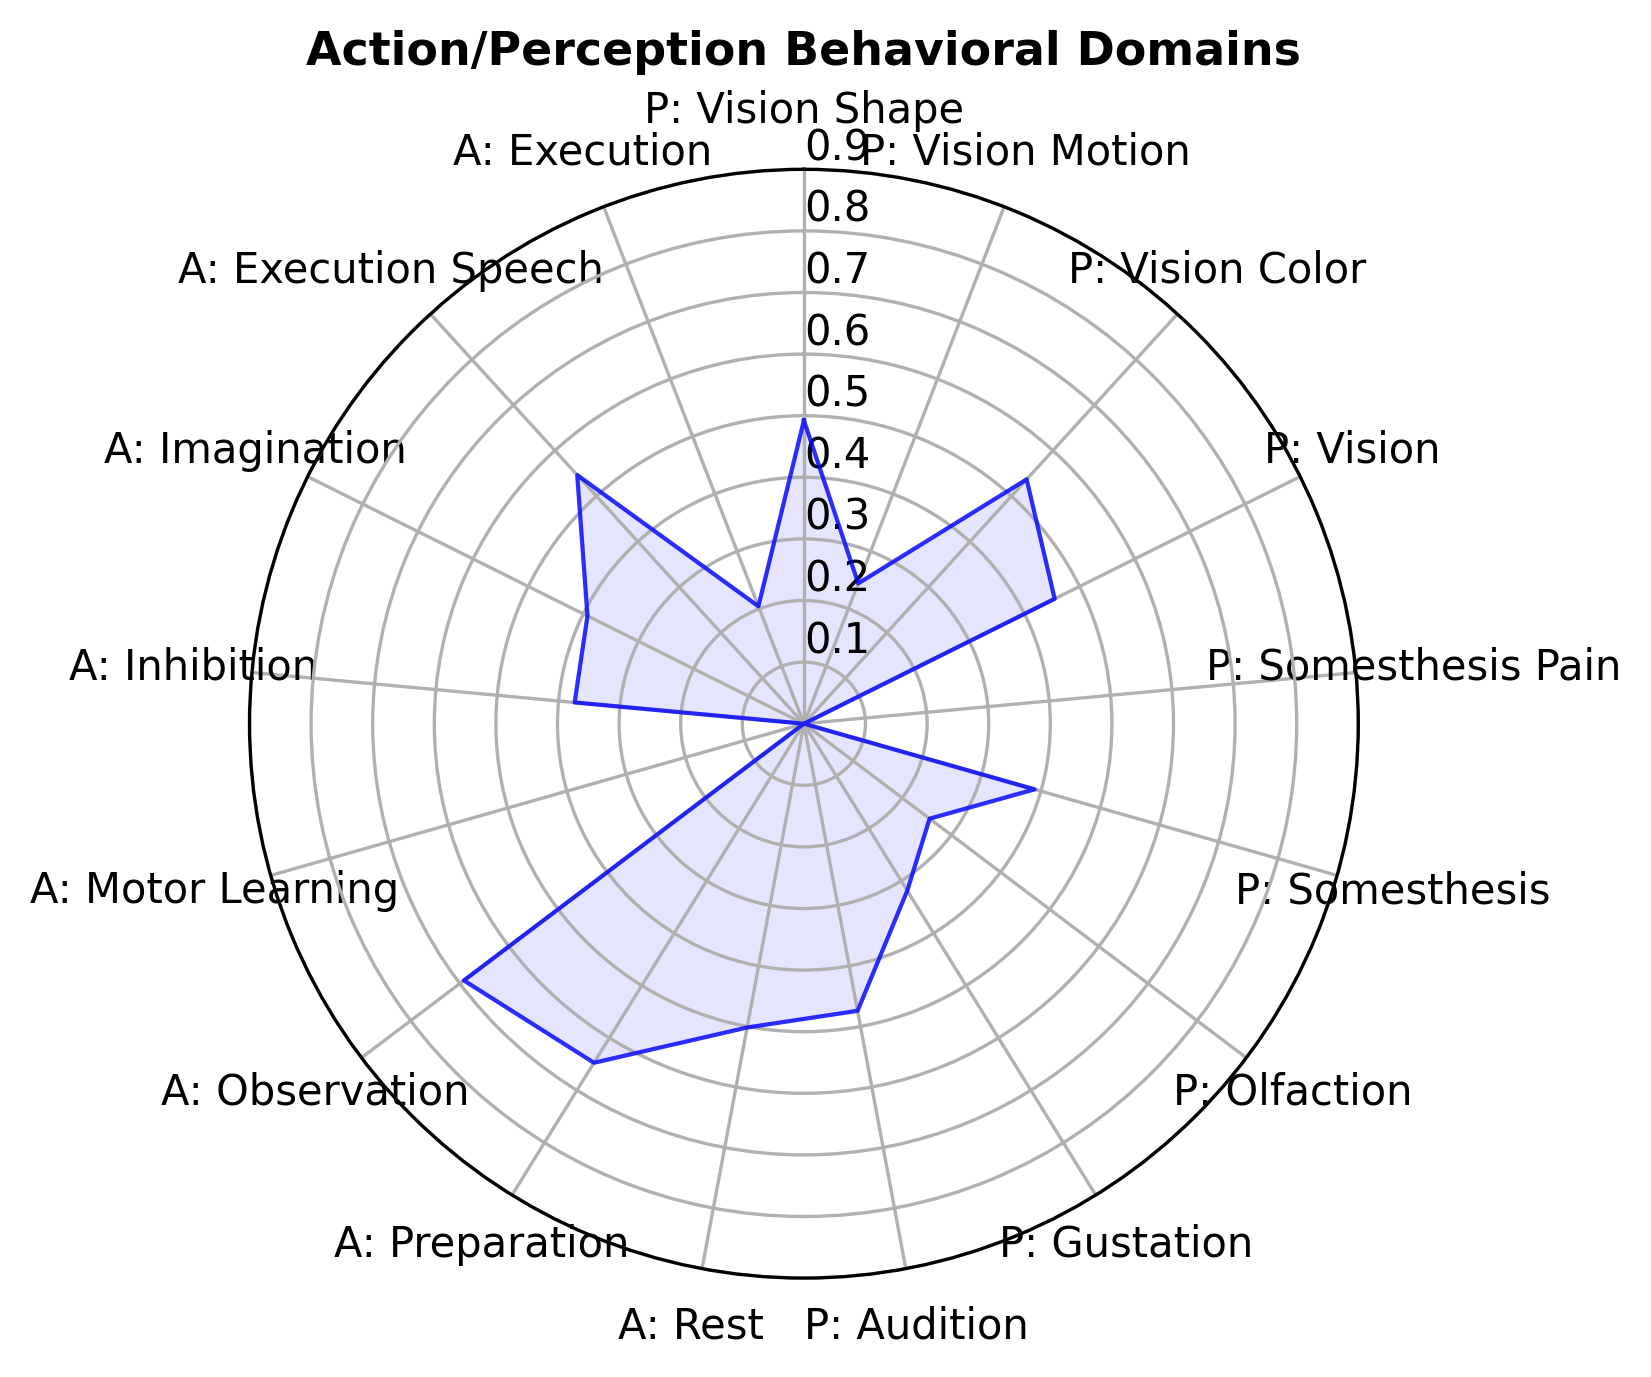 Action/Perception Behavioral Domains
P: Vision Shape
0.9
A: Execution
P: Vision Motion
0.8
A: Execution Speech
0.7
P: Vision Color
0.6
0.5
A: Imagination
0.4
P: Vision
0.3
0.2
0.1
A: Inhibition
P: Somesthesis Pain
A: Motor Learning
P: Somesthesis
A: Observation
P: Olfaction
A: Preparation
P: Gustation
A: Rest
P: Audition